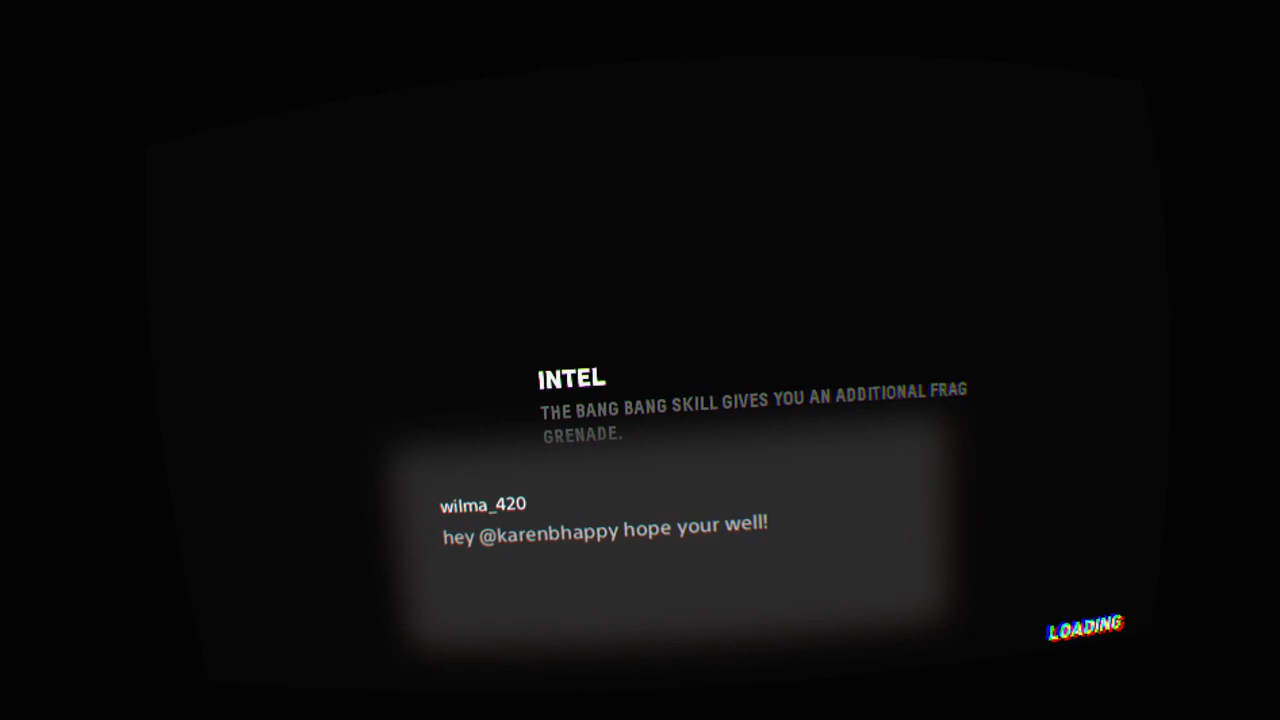 INTEL
THE BANG BANG SKILL GIVES YOU AN ADDITIONAL FRAG
GRENADE.
wilma_420
hey @karenbhappy hope your well!
LOADING